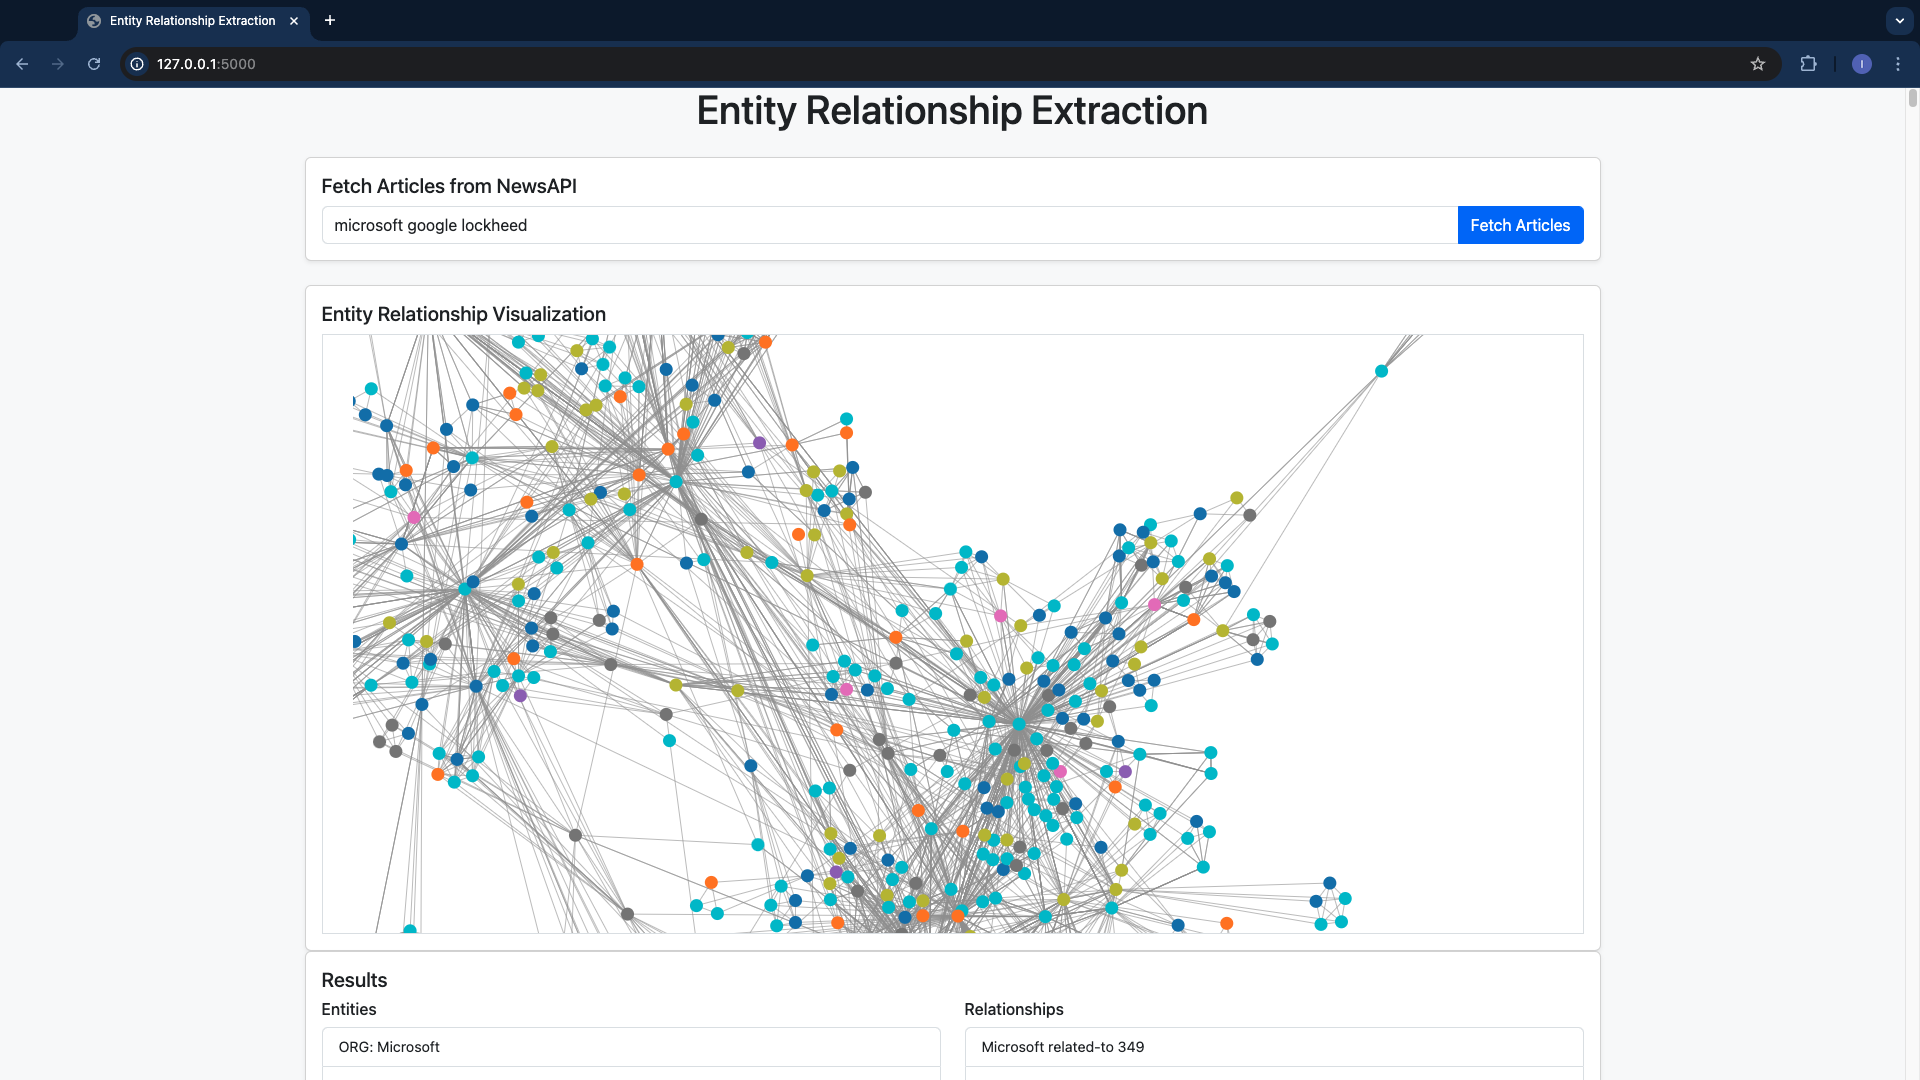 Entity Relationship Extraction
127.0.0.1:5000
I
Entity Relationship Extraction
Fetch Articles from NewsAPI
microsoft google lockheed
Fetch Articles
Entity Relationship Visualization
Results
Entities
Relationships
ORG: Microsoft
Microsoft related-to 349